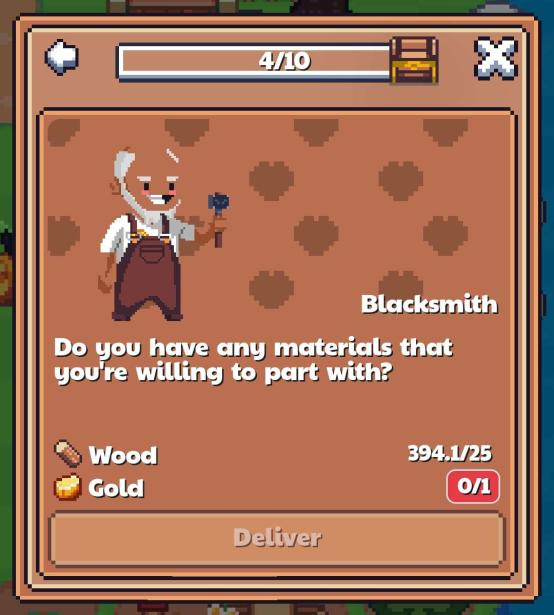 4/10
Blacksmith
Do you have any materials that
you're willing to part with?
Wood 394.1/25
Gold 0/1
Deliver